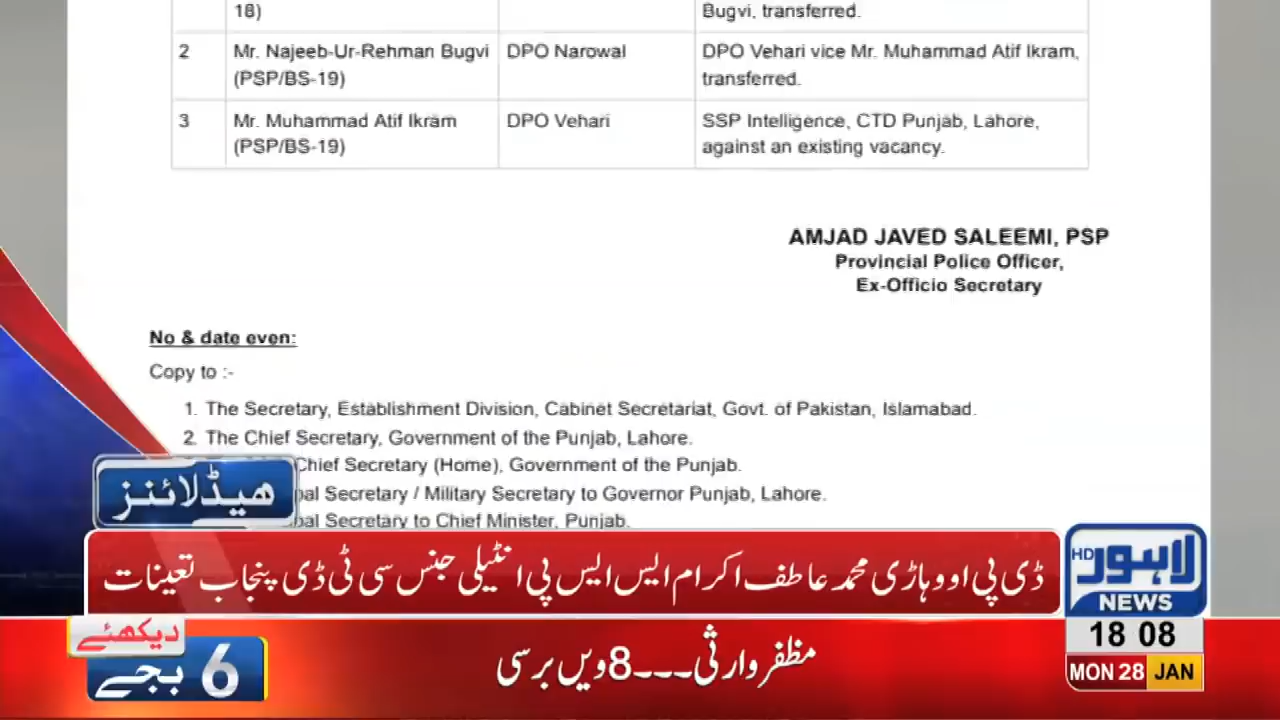 18)
Bugvi, transferred.
2 Mr. Najeeb-Ur-Rehman Bugvi DPO Narowal DPO Vehari vice Mr. Muhammad Atif Ikram,
(PSP/BS-19) transferred.
3 Mr. Muhammad Atif Ikram DPO Vehari SSP Intelligence, CTD Punjab, Lahore,
(PSP/BS-19) against an existing vacancy.
AMJAD JAVED SALEEMI, PSP
Provincial Police Officer,
Ex-Officio Secretary
No & date even:
Copy to :-
1. The Secretary, Establishment Division, Cabinet Secretariat, Govt. of Pakistan, Islamabad.
2. The Chief Secretary, Government of the Punjab, Lahore.
Chief Secretary (Home), Government of the Punjab.
Secretary / Military Secretary to Governor Punjab, Lahore.
Secretary to Chief Minister, Punjab.
ہیڈلائنز
ڈی پی او وہاڑی محمد عاطف اکرام ایس ایس پی انٹیلی جنس سی ٹی ڈی پنجاب تعینات
لاہور HD
NEWS
18 08
MON 28 JAN
دیکھئے
6 بجے
مظفر وارثی۔۔۔8ویں برسی